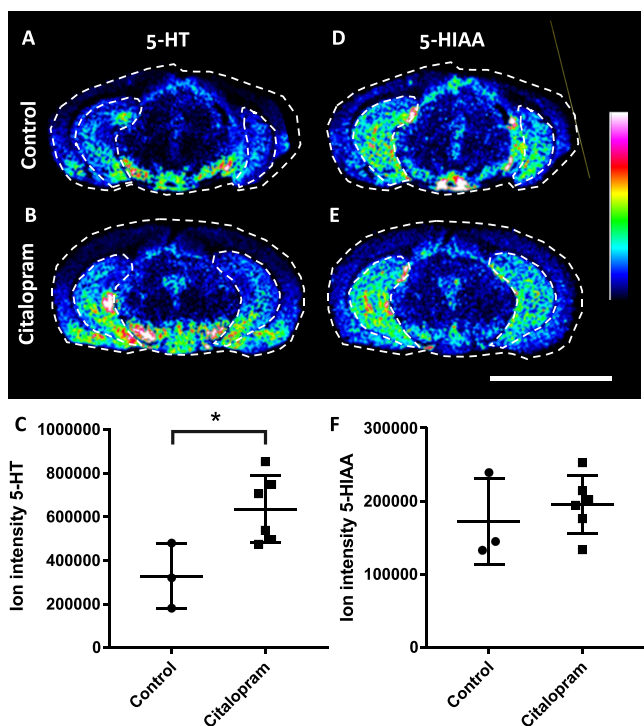 A 5-HT D 5-HIAA
Control
B E
Citalopram
C F
*
Ion intensity 5-HT
1000000
800000
600000
400000
200000
0
Control Citalopram
Ion intensity 5-HIAA
300000
200000
100000
0
Control Citalopram